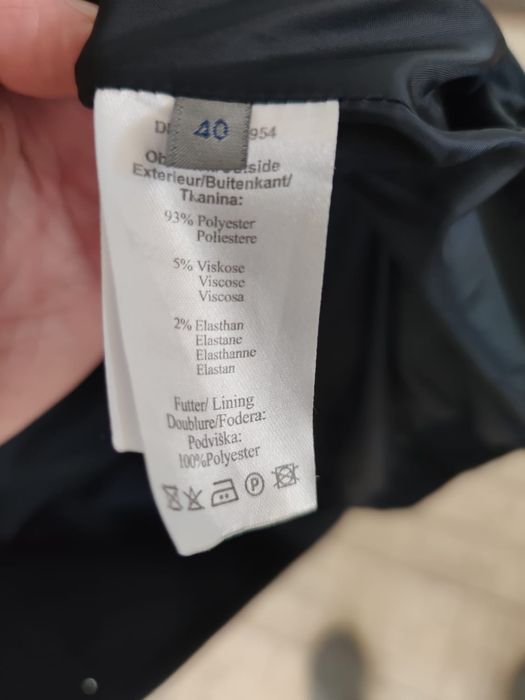 40
954
Exterieur/Buitenkant/
Tkanina:
93% Polyester
Poliestere
5% Viskose
Viscose
Viscosa
2% Elasthan
Elastane
Elasthanne
Elastan
Futter/ Lining
Doublure/Fodera:
Podviška:
100%Polyester
P